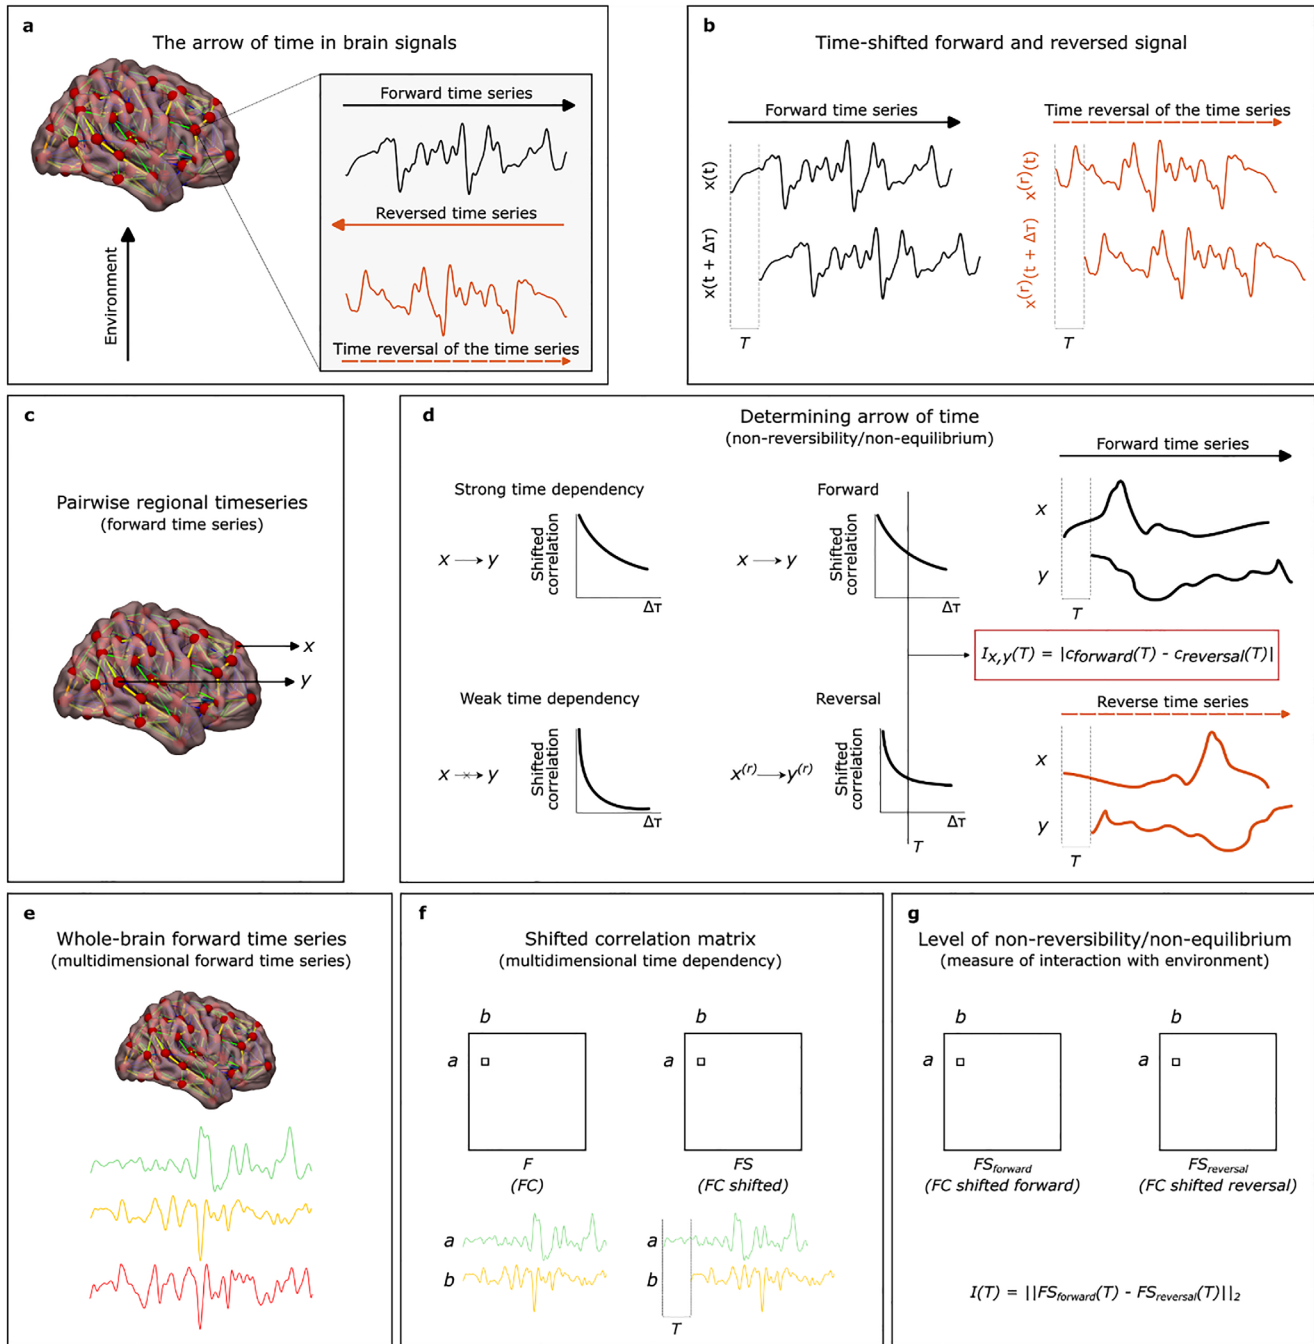 a
The arrow of time in brain signals
Forward time series
Reversed time series
Time reversal of the time series
Environment
b
Time-shifted forward and reversed signal
Forward time series
Time reversal of the time series
x(t)
x(t + Δτ)
x(r)(t)
x(r)(t + Δτ)
T
T
c
Pairwise regional timeseries
(forward time series)
x
y
d
Determining arrow of time
(non-reversibility/non-equilibrium)
Strong time dependency
x → y
Shifted
correlation
Δτ
Forward
x → y
Shifted
correlation
Δτ
Forward time series
x
y
T
Ix,y(T) = |cforward(T) - creversal(T)|
Weak time dependency
x → y
Shifted
correlation
Δτ
Reversal
x(r) → y(r)
Shifted
correlation
Δτ
T
Reverse time series
x
y
T
e
Whole-brain forward time series
(multidimensional forward time series)
f
Shifted correlation matrix
(multidimensional time dependency)
b
a
F
(FC)
b
a
FS
(FC shifted)
a
b
a
b
T
g
Level of non-reversibility/non-equilibrium
(measure of interaction with environment)
b
a
FSforward
(FC shifted forward)
b
a
FSreversal
(FC shifted reversal)
I(T) = ||FSforward(T) - FSreversal(T)||2